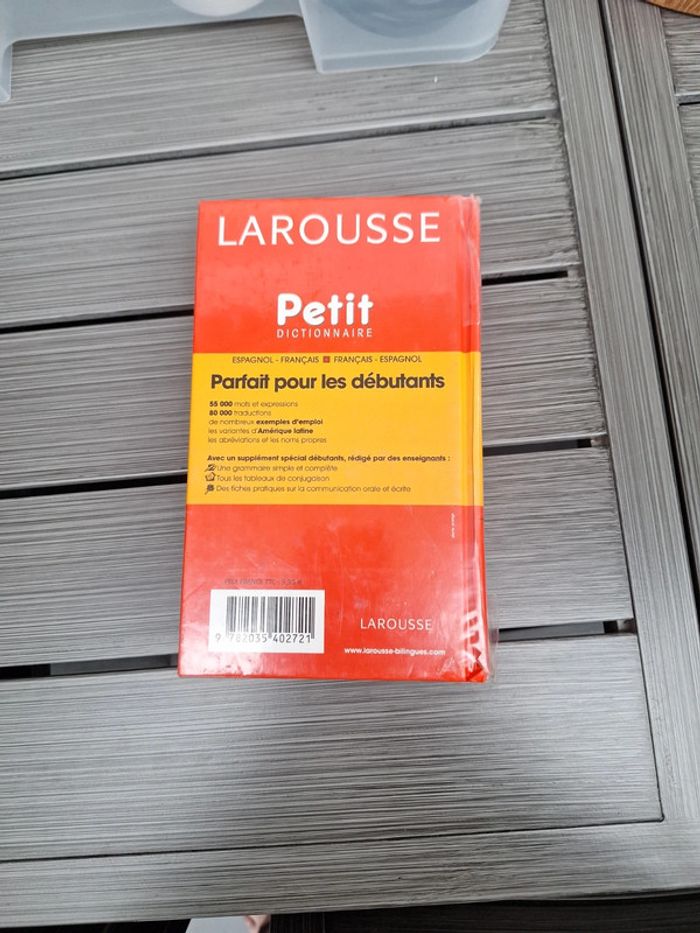 LAROUSSE
Petit
DICTIONNAIRE
ESPAGNOL - FRANÇAIS FRANÇAIS - ESPAGNOL
Parfait pour les débutants
55 000 mots et expressions
80 000 traductions
de nombreux exemples d'emploi
les variantes d'Amérique latine
les abréviations et les noms propres
Avec un supplément spécial débutants, rédigé par des enseignants :
Une grammaire simple et complète
Tous les tableaux de conjugaison
Des fiches pratiques sur la communication orale et écrite
PRIX FRANCE TTC
9 782035 402721
LAROUSSE
www.larousse-bilingues.com